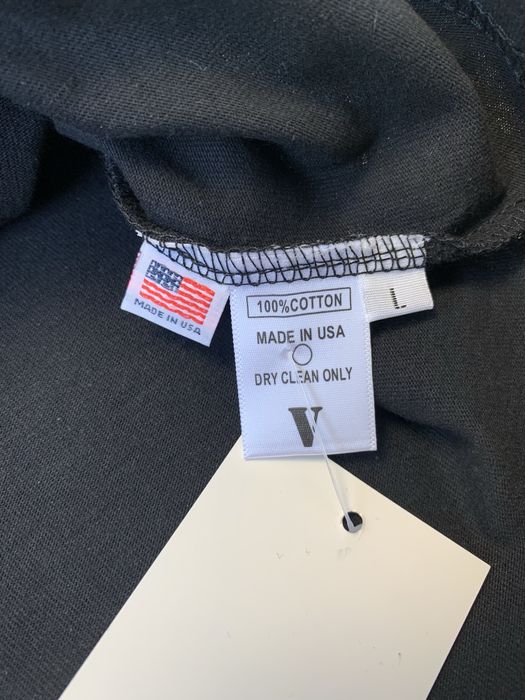 MADE IN USA
100%COTTON
MADE IN USA
DRY CLEAN ONLY
V
L